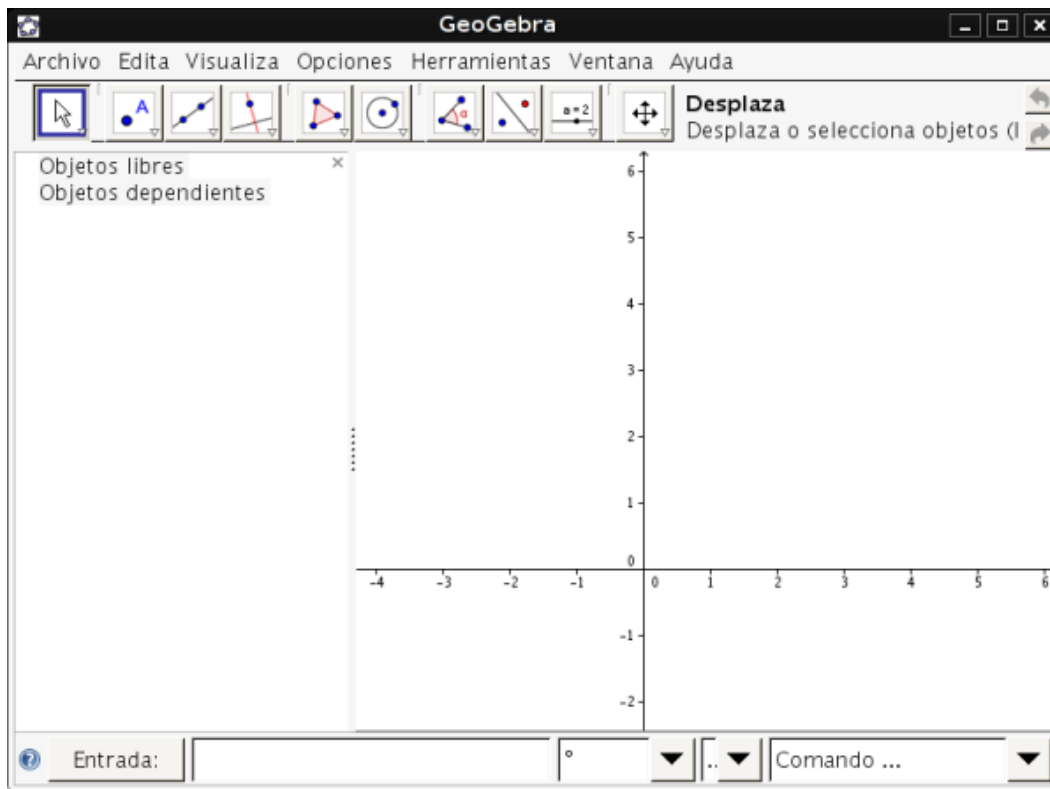 GeoGebra
Archivo Edita Visualiza Opciones Herramientas Ventana Ayuda
A
α
a=2
Desplaza
Desplaza o selecciona objetos (
Objetos libres
Objetos dependientes
6
5
4
3
2
1
0
-4 -3 -2 -1 0 1 2 3 4 5 6
-1
-2
Entrada: ° .. Comando ...